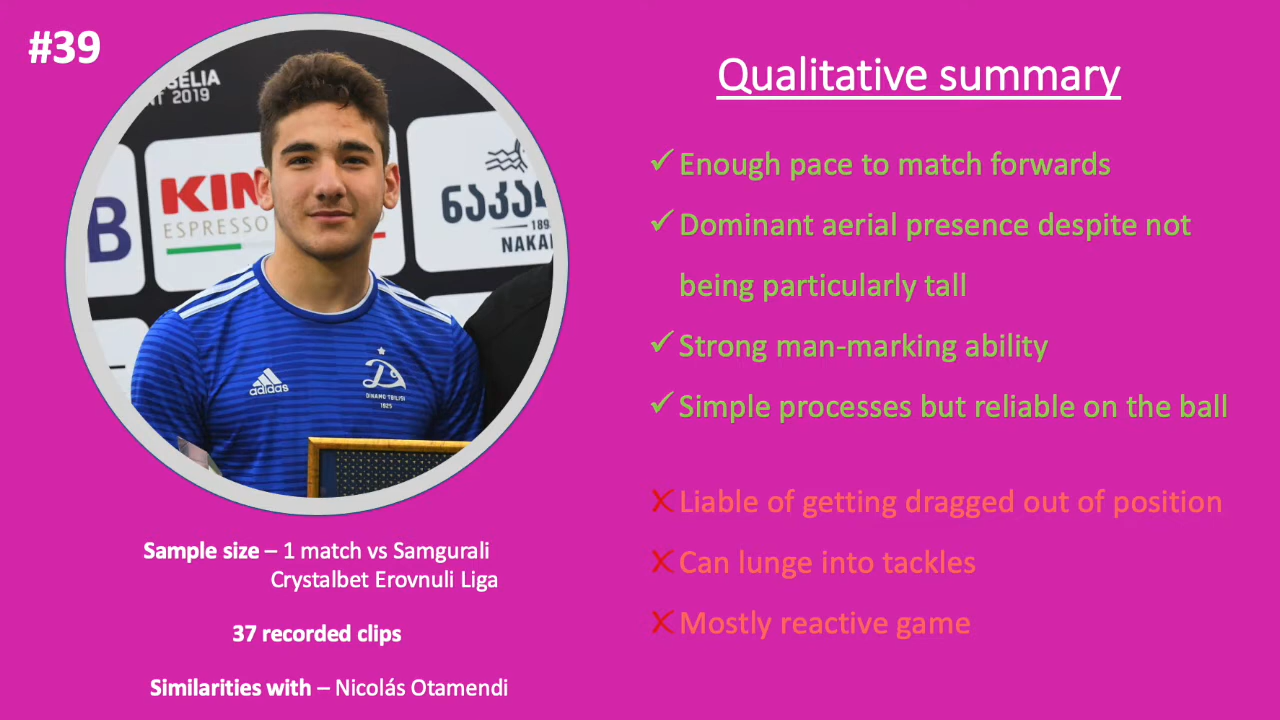 #39
SELIA
NT 2019
B
KIM
ESPRESSO
ნაკა
189
NAKA
adidas
DINAMO TBILISI
1925
Sample size – 1 match vs Samgurali
Crystalbet Erovnuli Liga
37 recorded clips
Similarities with – Nicolás Otamendi
Qualitative summary
✓ Enough pace to match forwards
✓ Dominant aerial presence despite not
being particularly tall
✓ Strong man-marking ability
✓ Simple processes but reliable on the ball
✗ Liable of getting dragged out of position
✗ Can lunge into tackles
✗ Mostly reactive game